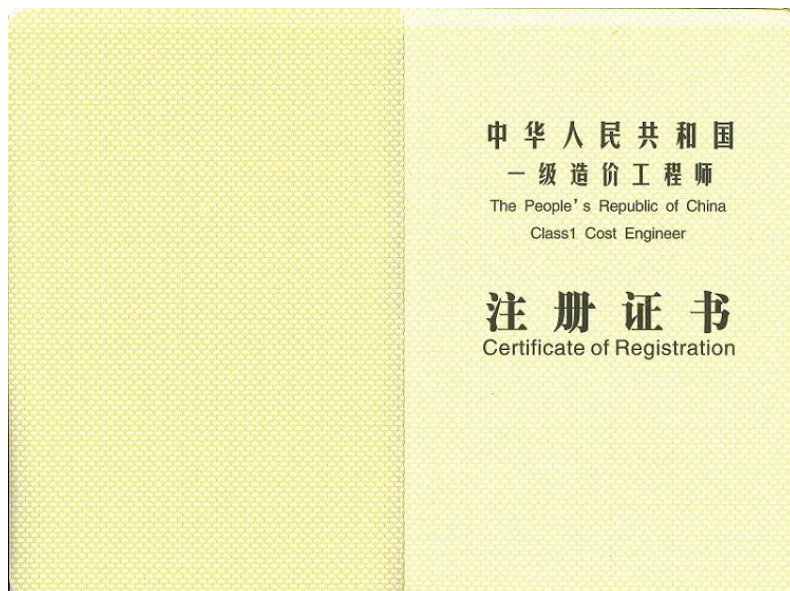 中华人民共和国
一级造价工程师
The People's Republic of China
Class1 Cost Engineer
注册证书
Certificate of Registration